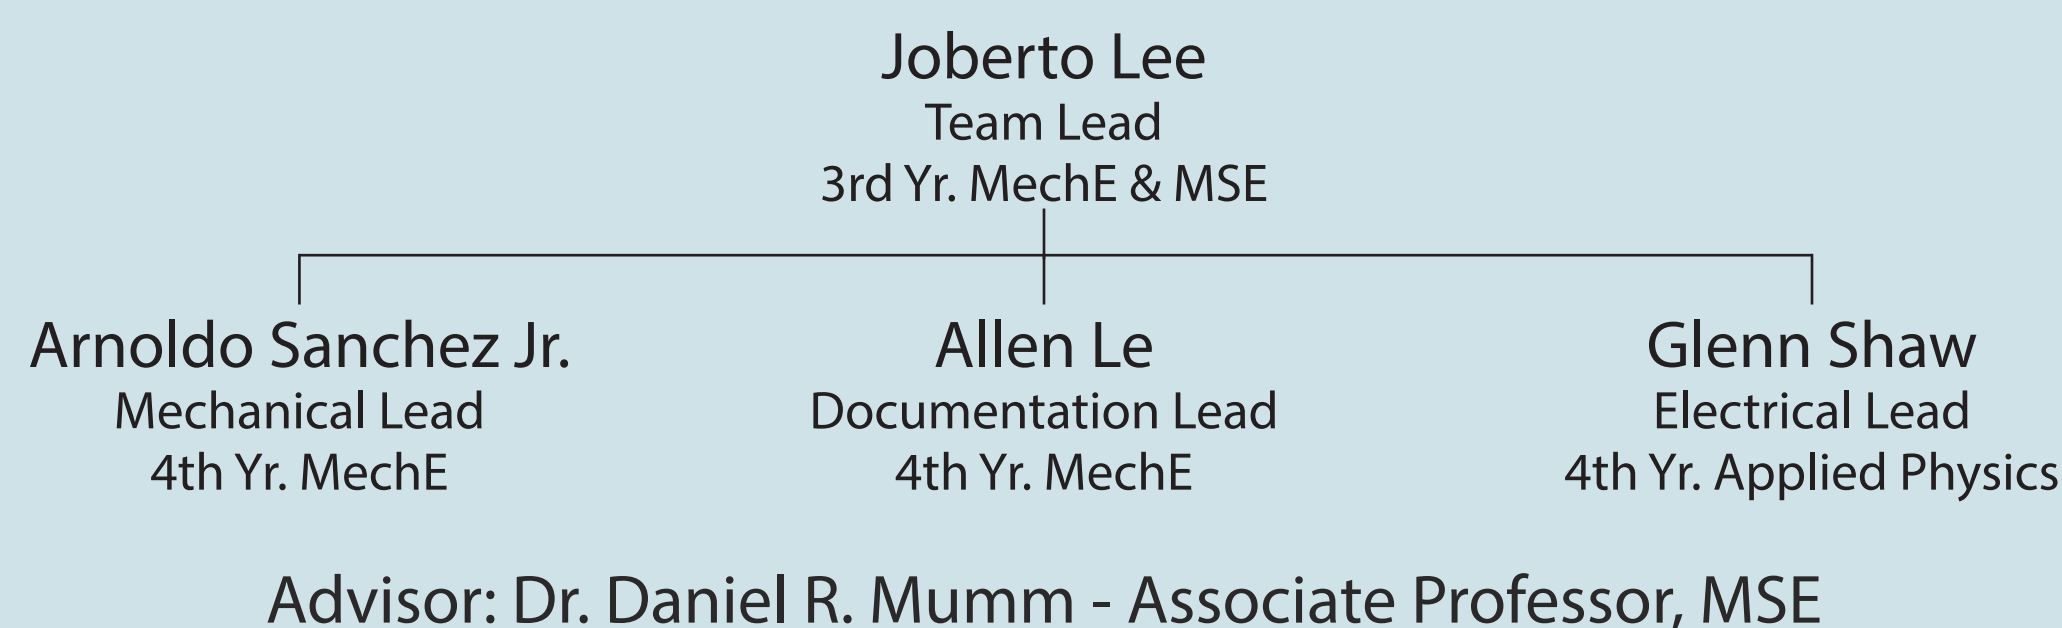 Joberto Lee
Team Lead
3rd Yr. MechE & MSE
Arnoldo Sanchez Jr.
Mechanical Lead
4th Yr. MechE
Allen Le
Documentation Lead
4th Yr. MechE
Glenn Shaw
Electrical Lead
4th Yr. Applied Physics
Advisor: Dr. Daniel R. Mumm - Associate Professor, MSE